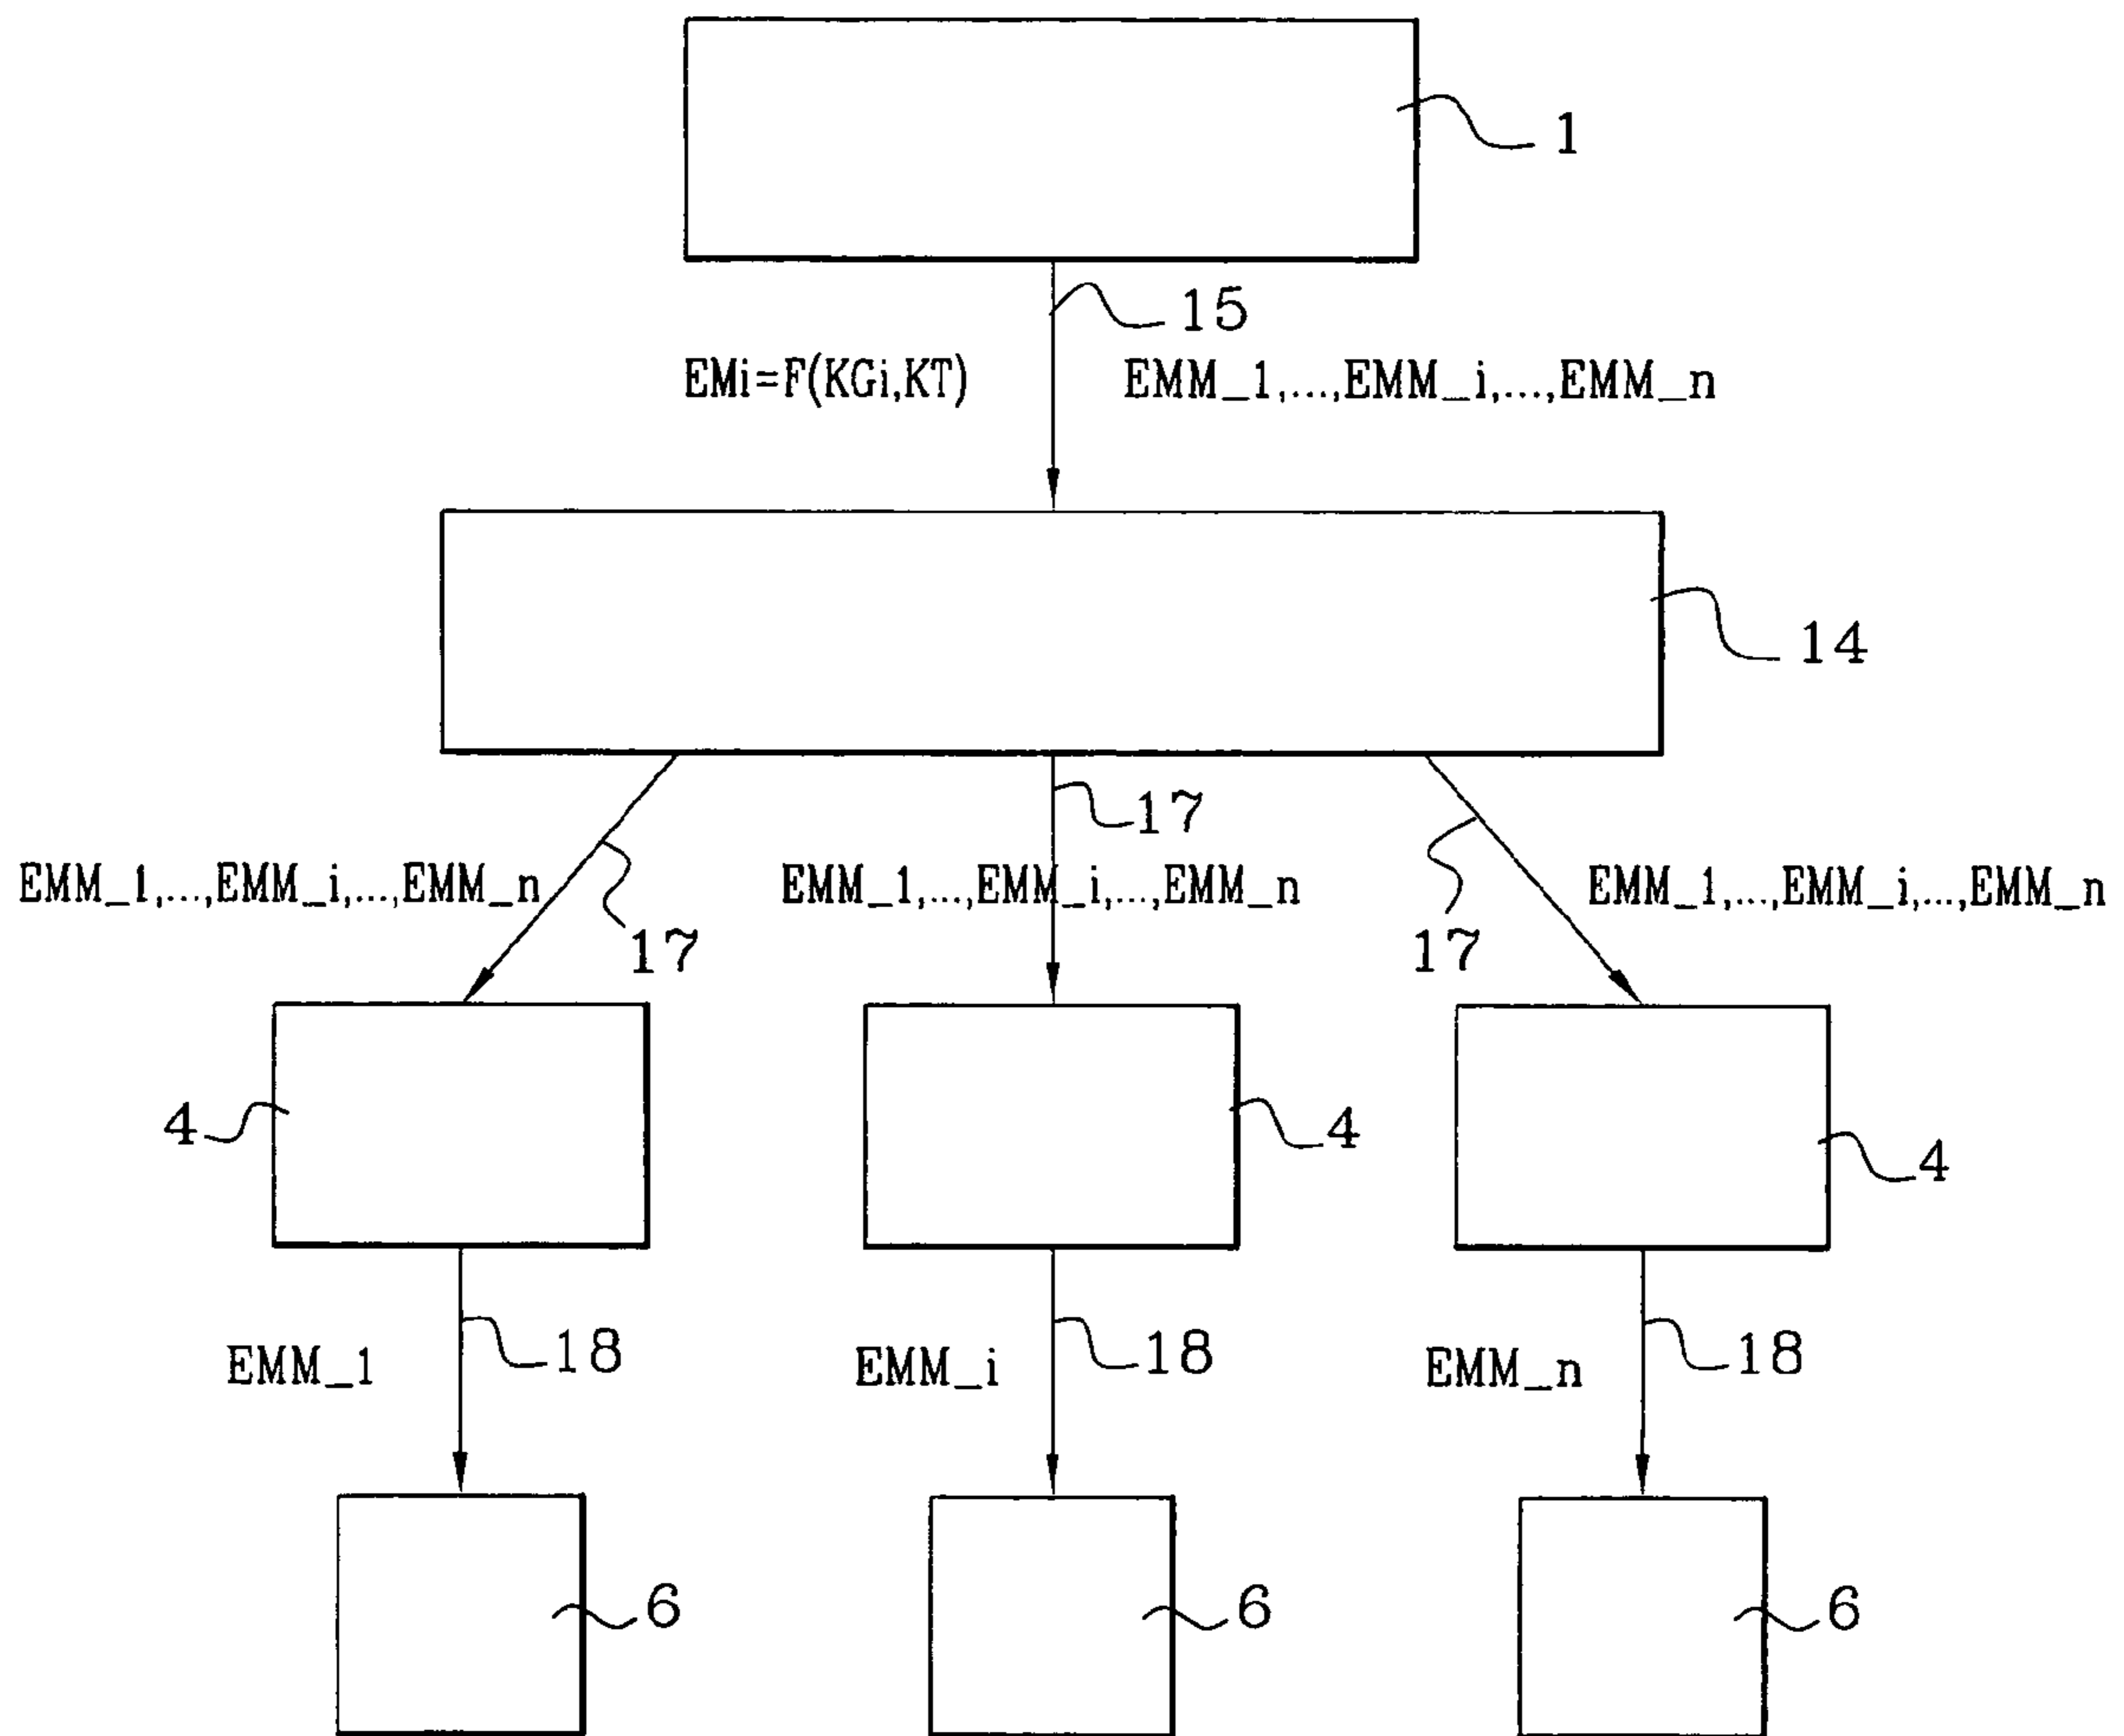 1
15
EMi=F(KGi,KT) EMM_1,...,EMM_i,...,EMM_n
14
17
EMM_1,...,EMM_i,...,EMM_n EMM_1,...,EMM_i,...,EMM_n EMM_1,...,EMM_i,...,EMM_n
17 17
4 4 4
EMM_1 18 EMM_i 18 EMM_n 18
6 6 6